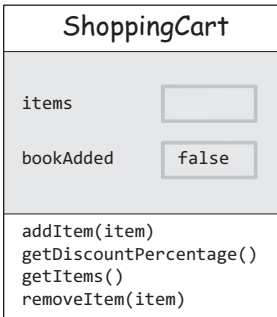 ShoppingCart
items
bookAdded false
addItem(item)
getDiscountPercentage()
getItems()
removeItem(item)